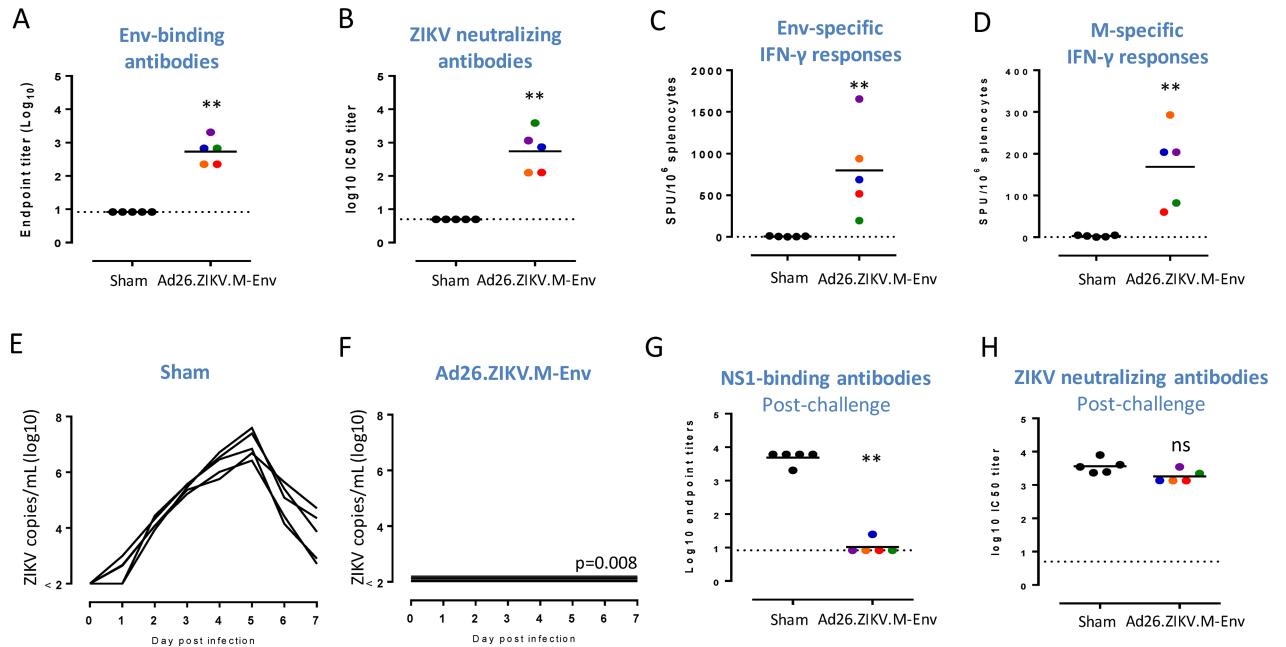 A
Env-binding
antibodies
Endpoint titer (Log10)
5
4
3
2
1
0
**
Sham
Ad26.ZIKV.M-Env
B
ZIKV neutralizing
antibodies
log10 IC50 titer
5
4
3
2
1
0
**
Sham
Ad26.ZIKV.M-Env
C
Env-specific
IFN-γ responses
SPU/10^6 splenocytes
2000
1500
1000
500
0
**
Sham
Ad26.ZIKV.M-Env
D
M-specific
IFN-γ responses
SPU/10^6 splenocytes
400
300
200
100
0
**
Sham
Ad26.ZIKV.M-Env
E
Sham
ZIKV copies/mL (log10)
8
6
4
< 2
0 1 2 3 4 5 6 7
Day post infection
F
Ad26.ZIKV.M-Env
ZIKV copies/mL (log10)
8
6
4
< 2
p=0.008
0 1 2 3 4 5 6 7
Day post infection
G
NS1-binding antibodies
Post-challenge
Log10 endpoint titers
5
4
3
2
1
0
**
Sham
Ad26.ZIKV.M-Env
H
ZIKV neutralizing antibodies
Post-challenge
log10 IC50 titer
5
4
3
2
1
0
ns
Sham
Ad26.ZIKV.M-Env